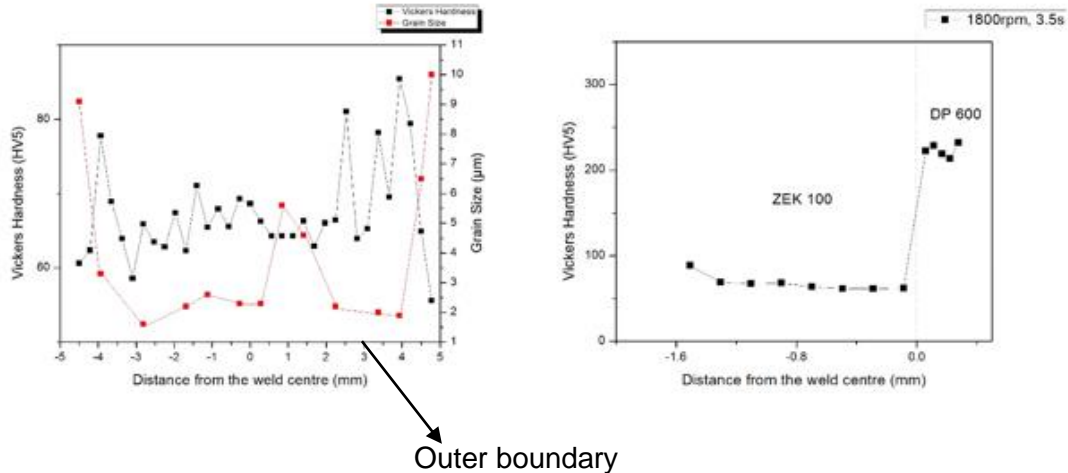 Vickers Hardness
Grain Size
Vickers Hardness (HV5)
80
60
11
10
9
8
7
6
5
4
3
2
1
Grain Size (μm)
-5 -4 -3 -2 -1 0 1 2 3 4 5
Distance from the weld centre (mm)
1800rpm, 3.5s
Vickers Hardness (HV5)
300
200
100
0
DP 600
ZEK 100
-1.6 -0.8 0.0
Distance from the weld centre (mm)
Outer boundary